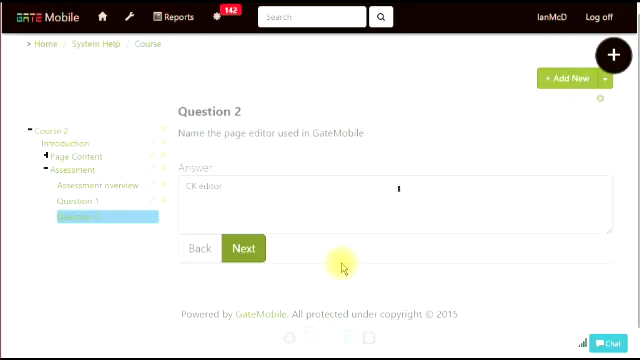 GATE Mobile Reports 142 Search IanMcD Log off
> Home / System Help / Course
+
+ Add New
Question 2
Name the page editor used in GateMobile
Course 2
Introduction
Page Content
Assessment
Assessment overview
Question 1
Question 2
Answer:
CK editor
Back Next
Powered by GateMobile. All protected under copyright © 2015
Chat